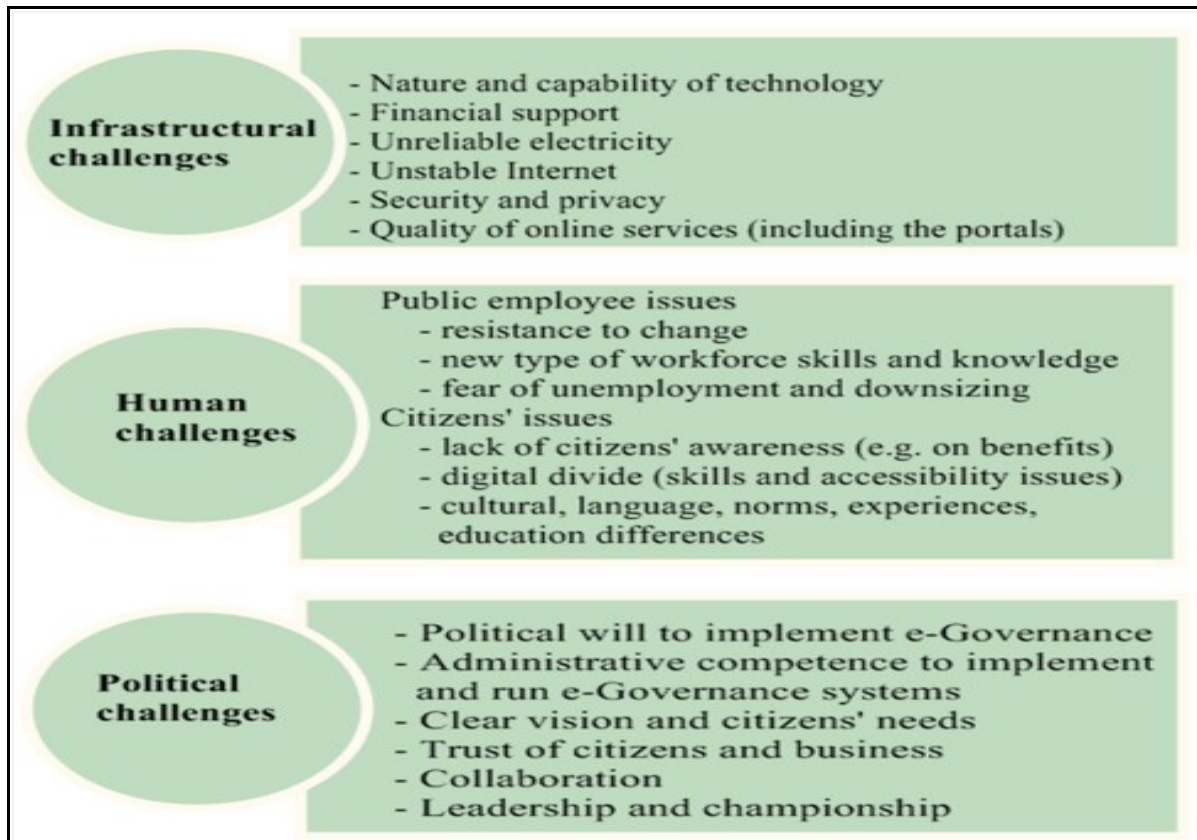 Infrastructural
challenges
- Nature and capability of technology
- Financial support
- Unreliable electricity
- Unstable Internet
- Security and privacy
- Quality of online services (including the portals)
Human
challenges
Public employee issues
- resistance to change
- new type of workforce skills and knowledge
- fear of unemployment and downsizing
Citizens' issues
- lack of citizens' awareness (e.g. on benefits)
- digital divide (skills and accessibility issues)
- cultural, language, norms, experiences,
education differences
Political
challenges
- Political will to implement e-Governance
- Administrative competence to implement
and run e-Governance systems
- Clear vision and citizens' needs
- Trust of citizens and business
- Collaboration
- Leadership and championship